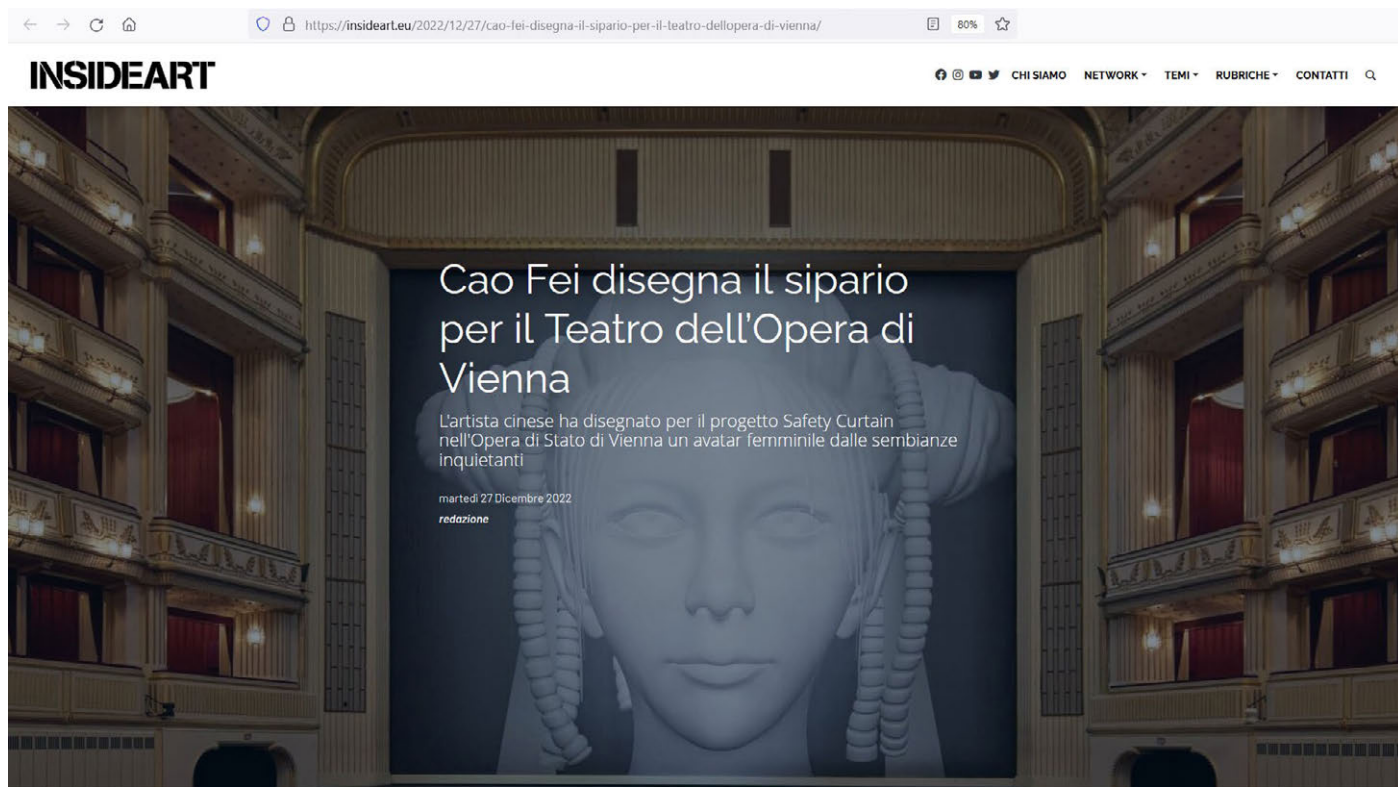 https://insideart.eu/2022/12/27/cao-fei-disegna-il-sipario-per-il-teatro-dellopera-di-vienna/
80%
INSIDEART
CHI SIAMO NETWORK TEMI RUBRICHE CONTATTI
Cao Fei disegna il sipario
per il Teatro dell’Opera di
Vienna
L'artista cinese ha disegnato per il progetto Safety Curtain
nell'Opera di Stato di Vienna un avatar femminile dalle sembianze
inquietanti
martedì 27 Dicembre 2022
redazione